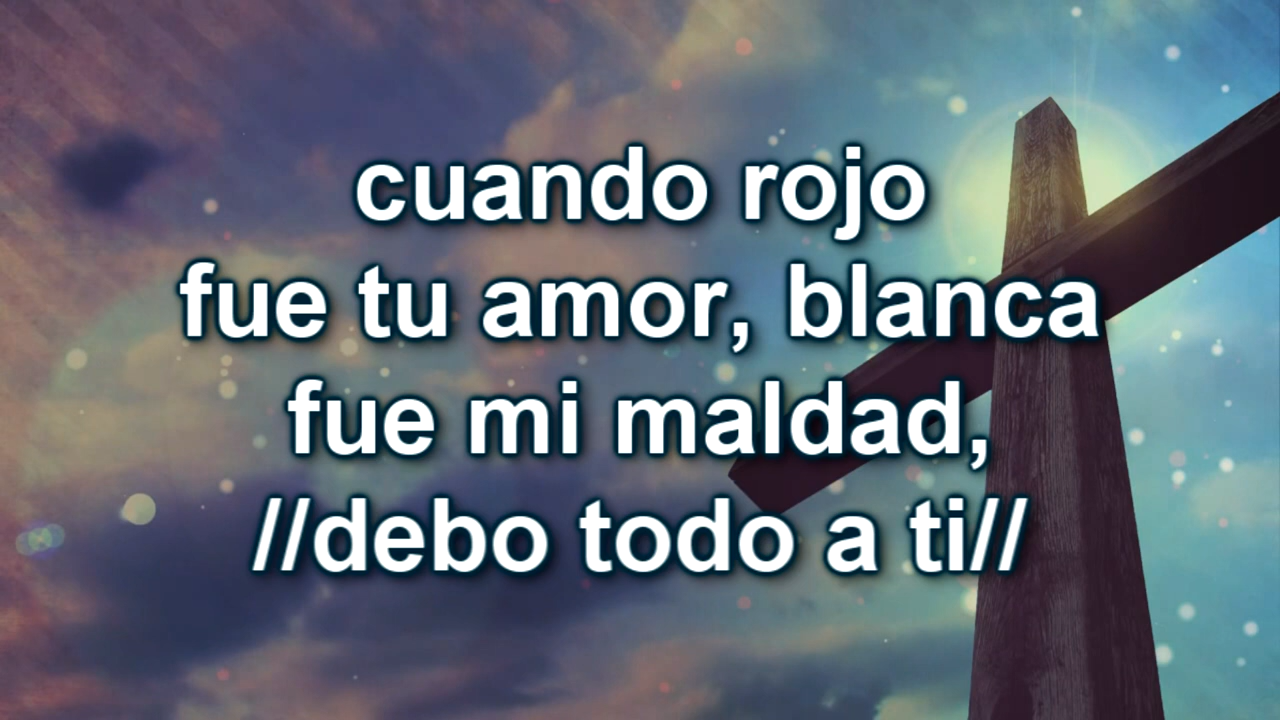 cuando rojo
fue tu amor, blanca
fue mi maldad,
//debo todo a ti//